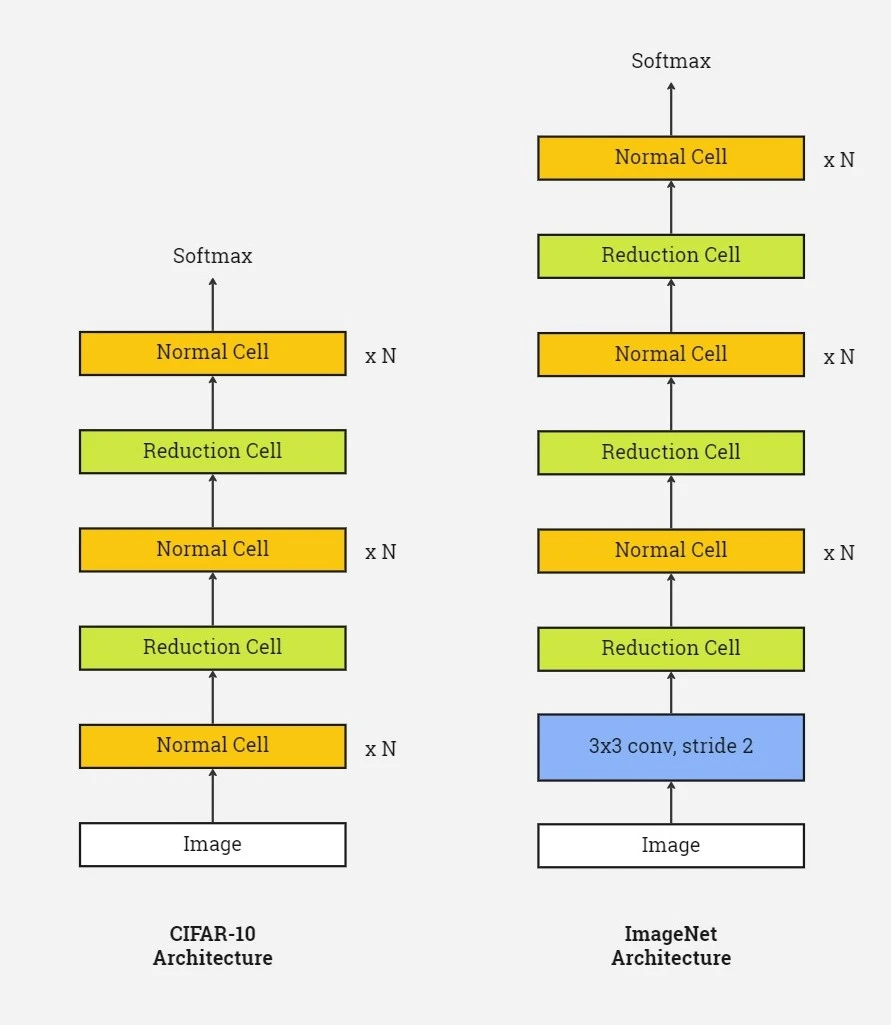 Softmax
Normal Cell x N
Reduction Cell
Normal Cell x N
Reduction Cell
Normal Cell x N
Image
CIFAR-10
Architecture
Softmax
Normal Cell x N
Reduction Cell
Normal Cell x N
Reduction Cell
Normal Cell x N
Reduction Cell
3x3 conv, stride 2
Image
ImageNet
Architecture